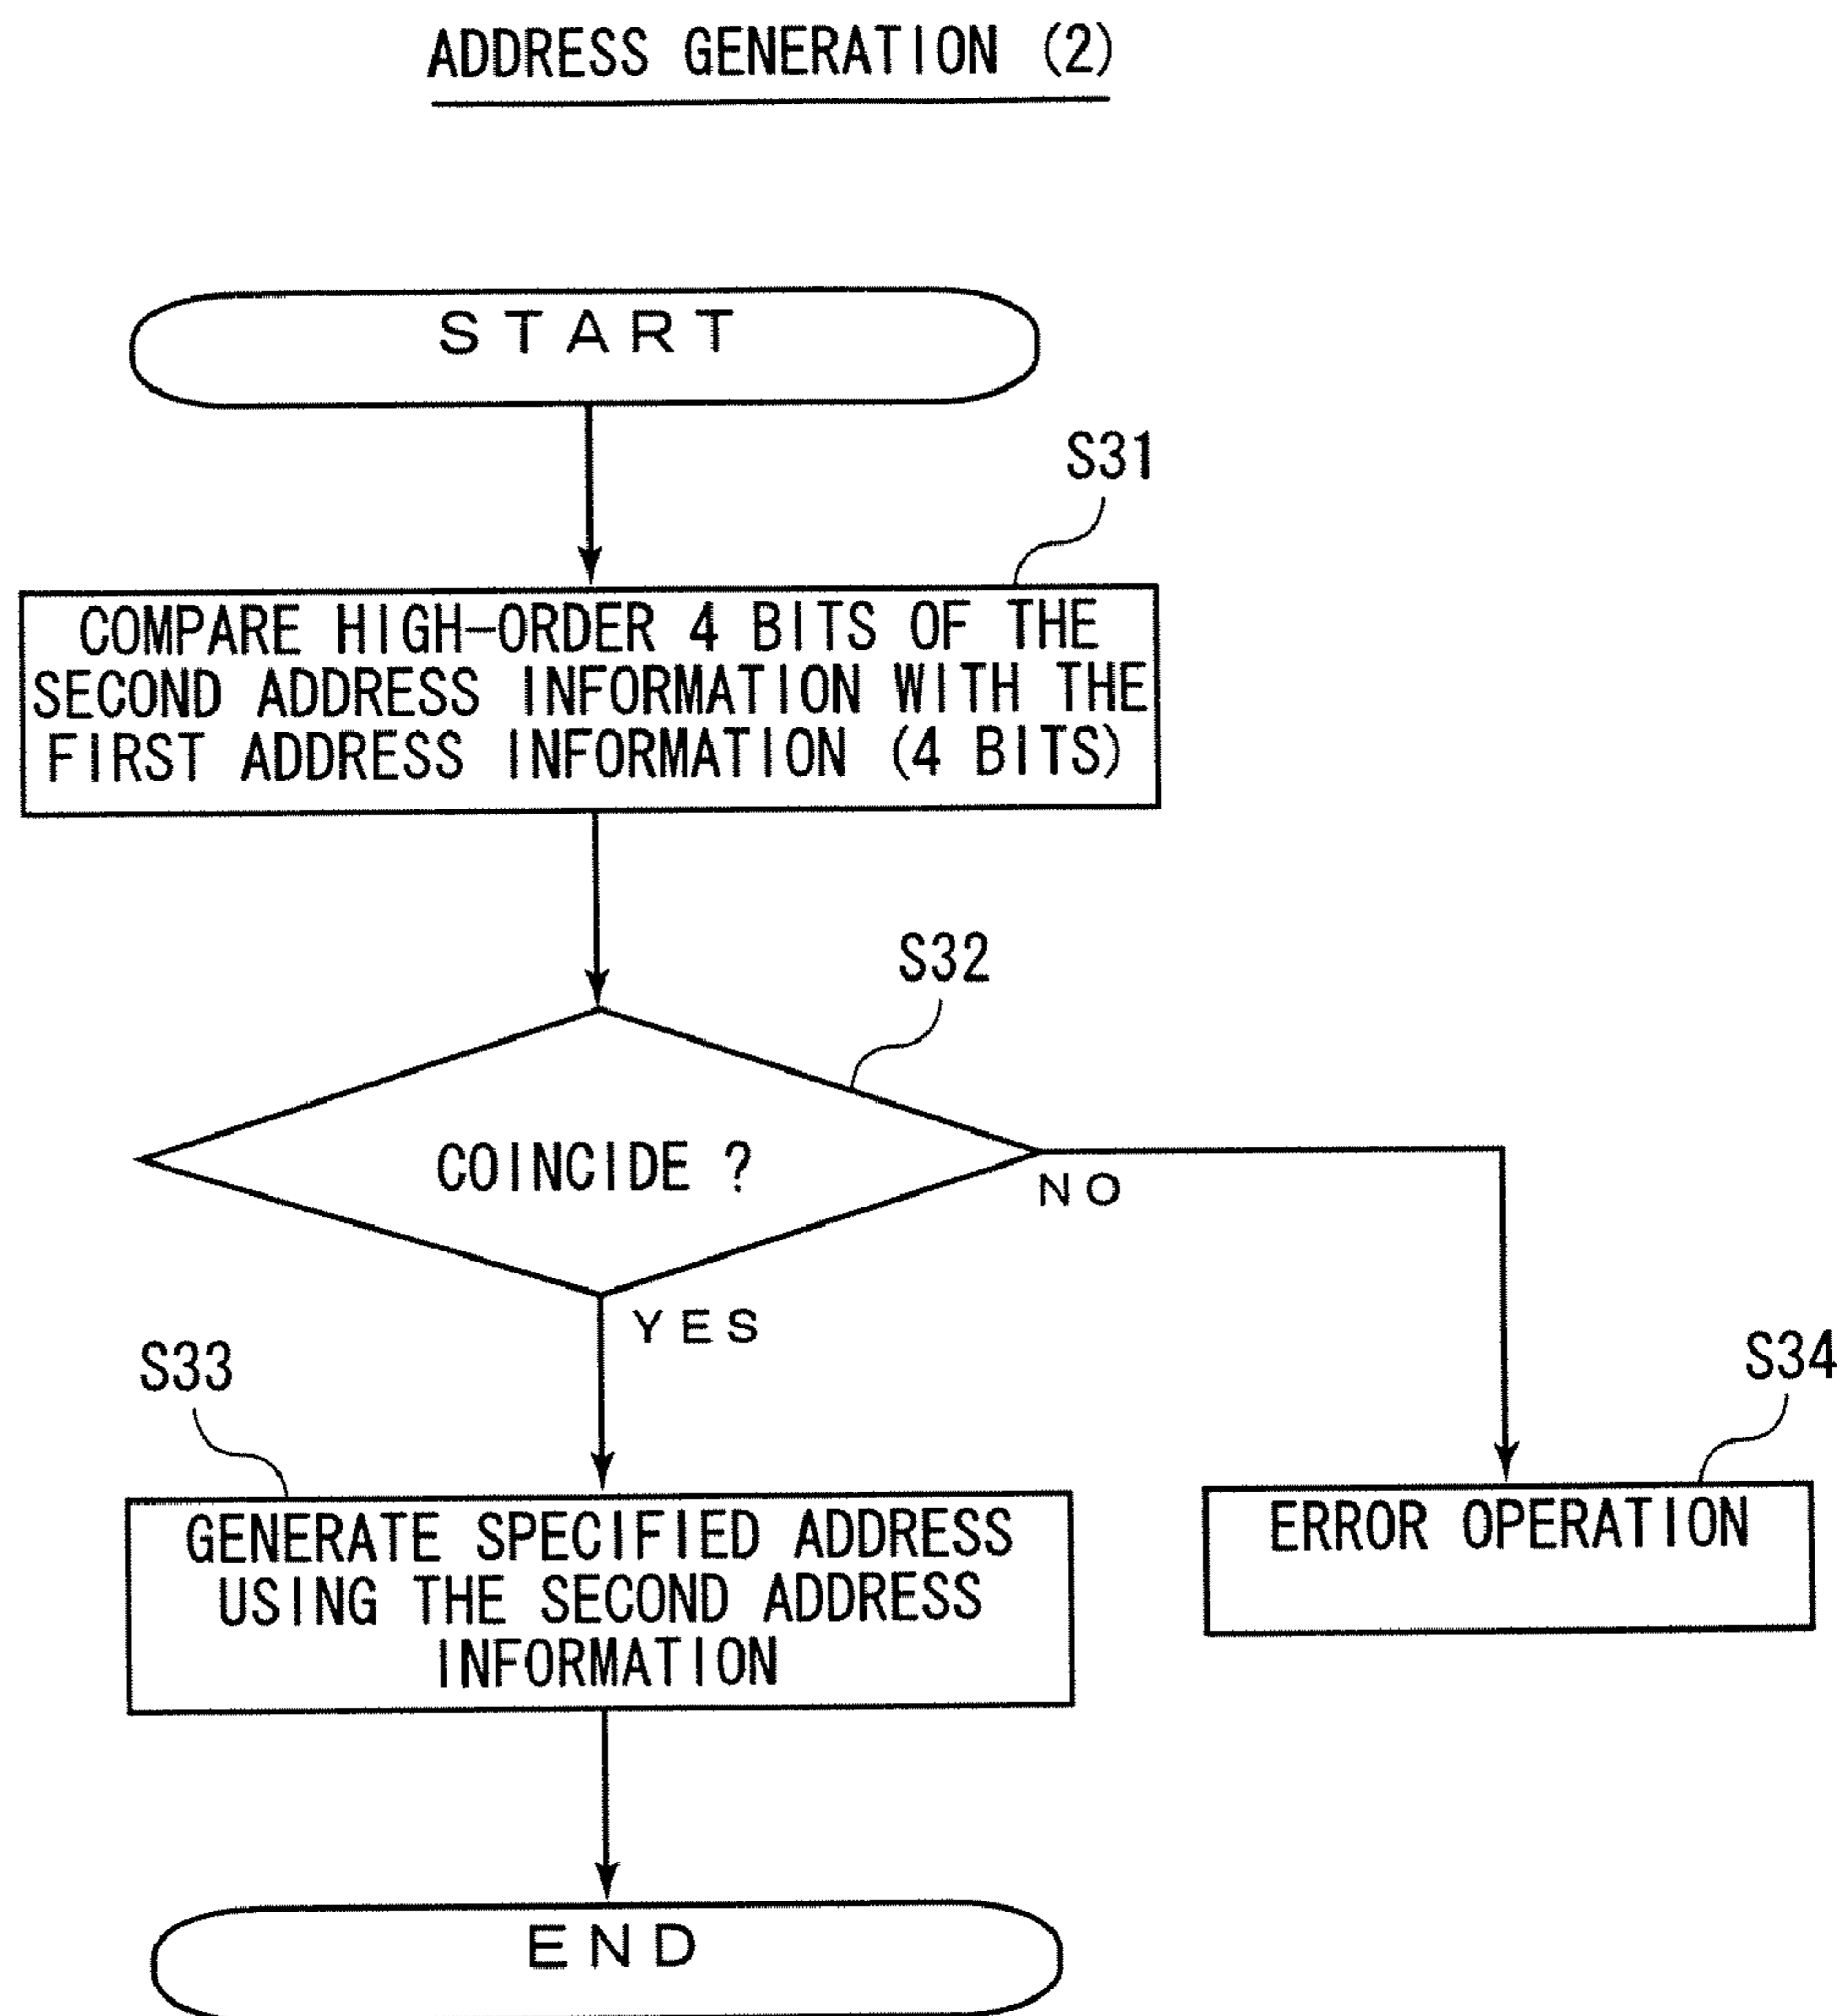 ADDRESS GENERATION (2)
START
S31
COMPARE HIGH-ORDER 4 BITS OF THE
SECOND ADDRESS INFORMATION WITH THE
FIRST ADDRESS INFORMATION (4 BITS)
S32
COINCIDE ?
NO
YES
S33
S34
GENERATE SPECIFIED ADDRESS
USING THE SECOND ADDRESS
INFORMATION
ERROR OPERATION
END